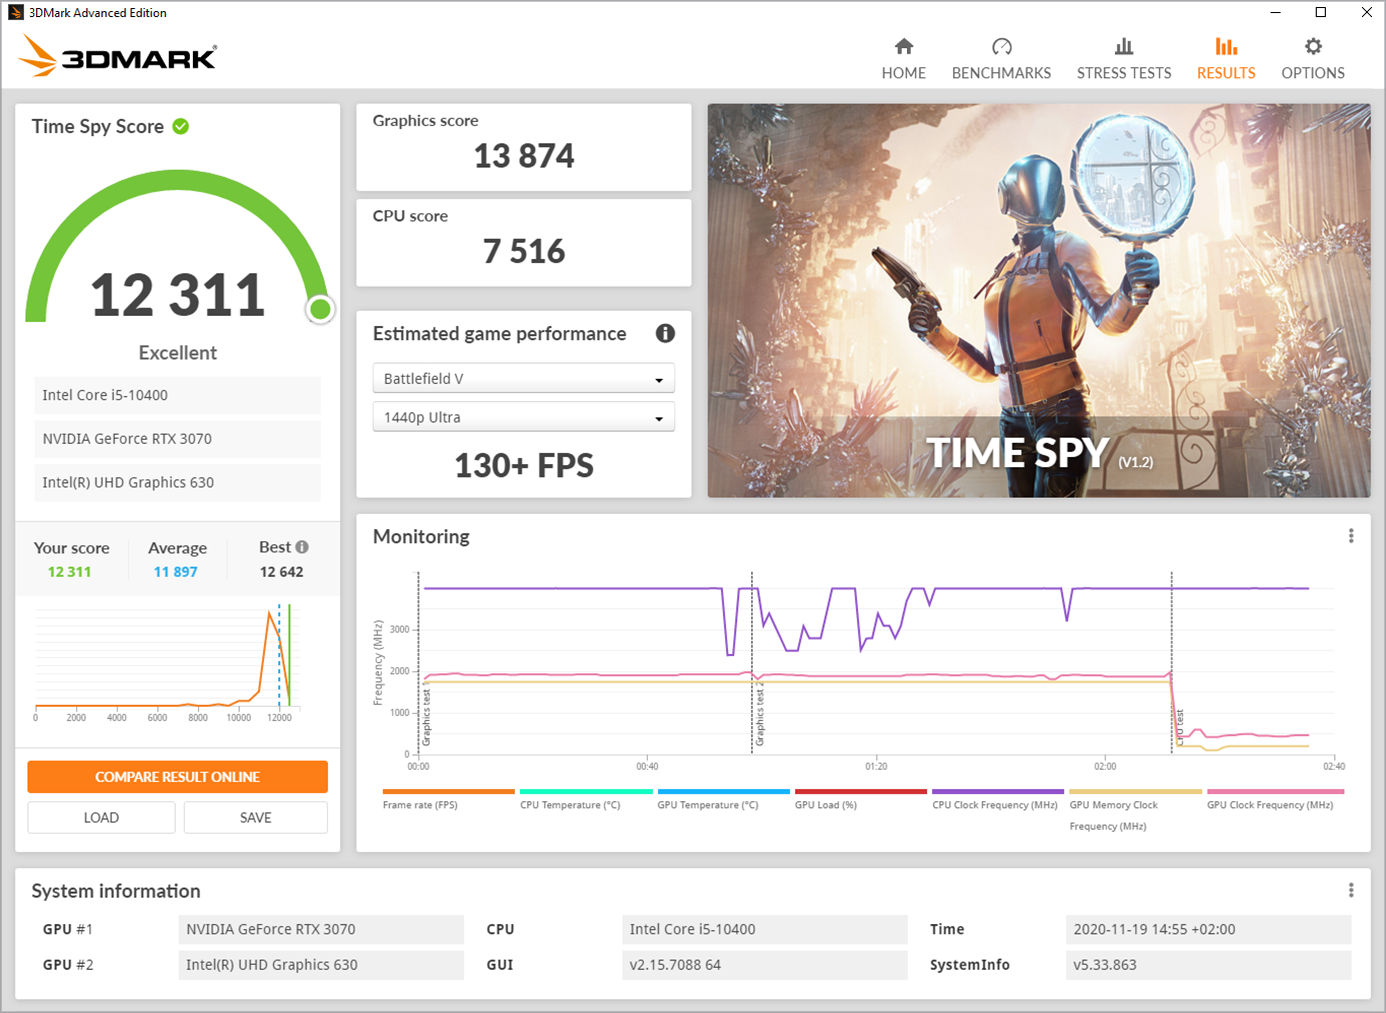 3DMark Advanced Edition
3DMARK®
HOME
BENCHMARKS
STRESS TESTS
RESULTS
OPTIONS
Time Spy Score
12 311
Excellent
Intel Core i5-10400
NVIDIA GeForce RTX 3070
Intel(R) UHD Graphics 630
Your score
12 311
Average
11 897
Best
12 642
0 2000 4000 6000 8000 10000 12000
COMPARE RESULT ONLINE
LOAD
SAVE
Graphics score
13 874
CPU score
7 516
Estimated game performance
Battlefield V
1440p Ultra
130+ FPS
TIME SPY (V1.2)
Monitoring
Frequency (MHz)
3000
2000
1000
0
Graphics test
Graphics test 2
CPU test
00:00 00:40 01:20 02:00 02:40
Frame rate (FPS)
CPU Temperature (°C)
GPU Temperature (°C)
GPU Load (%)
CPU Clock Frequency (MHz)
GPU Memory Clock
Frequency (MHz)
GPU Clock Frequency (MHz)
System information
GPU #1 NVIDIA GeForce RTX 3070 CPU Intel Core i5-10400 Time 2020-11-19 14:55 +02:00
GPU #2 Intel(R) UHD Graphics 630 GUI v2.15.7088 64 SystemInfo v5.33.863